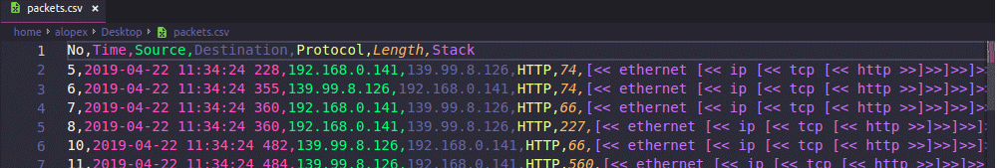 packets.csv ×
home › alopex › Desktop › packets.csv
1 No,Time,Source,Destination,Protocol,Length,Stack
2 5,2019-04-22 11:34:24 228,192.168.0.141,139.99.8.126,HTTP,74,[<< ethernet [<< ip [<< tcp [<< http >>]>>]>>]>>
3 6,2019-04-22 11:34:24 355,139.99.8.126,192.168.0.141,HTTP,74,[<< ethernet [<< ip [<< tcp [<< http >>]>>]>>]>>
4 7,2019-04-22 11:34:24 360,192.168.0.141,139.99.8.126,HTTP,66,[<< ethernet [<< ip [<< tcp [<< http >>]>>]>>]>>
5 8,2019-04-22 11:34:24 360,192.168.0.141,139.99.8.126,HTTP,227,[<< ethernet [<< ip [<< tcp [<< http >>]>>]>>]
6 10,2019-04-22 11:34:24 482,139.99.8.126,192.168.0.141,HTTP,66,[<< ethernet [<< ip [<< tcp [<< http >>]>>]>>]
7 11,2019-04-22 11:34:24 484,139.99.8.126,192.168.0.141,HTTP,560,[<< ethernet [<< ip [<< tcp [<< http >>]>>]>>